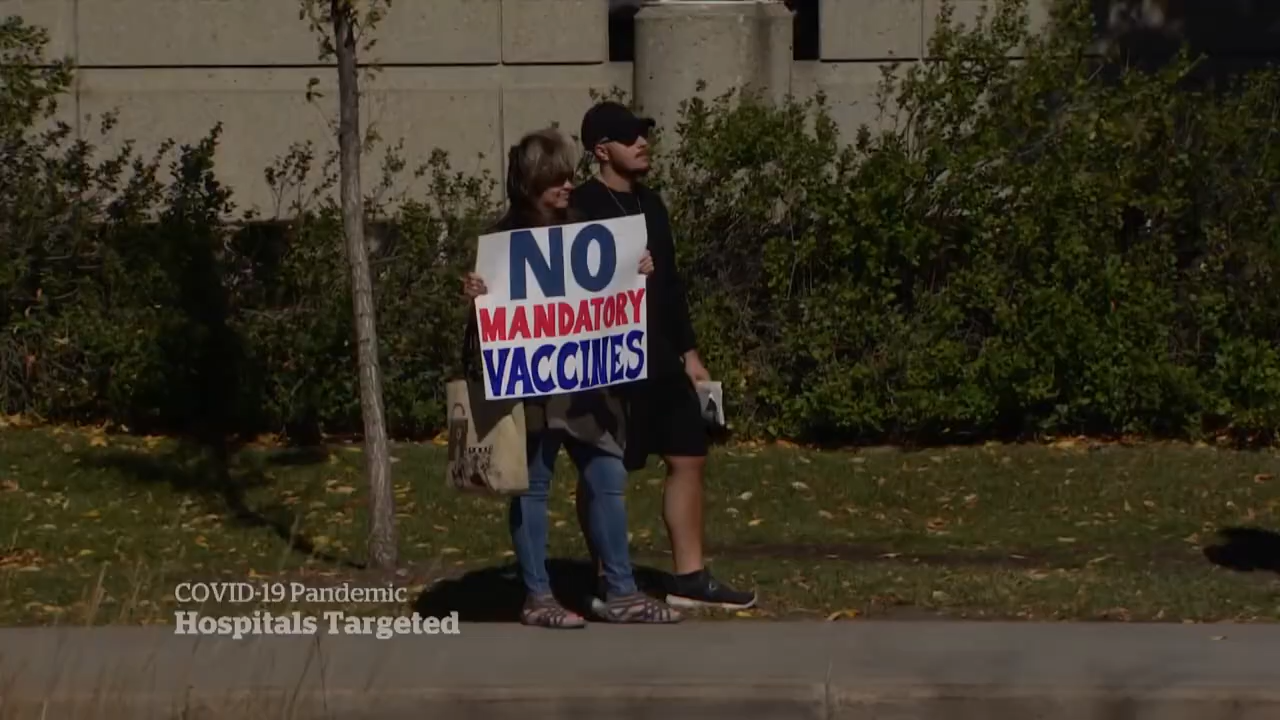 NO
MANDATORY
VACCINES
COVID-19 Pandemic
Hospitals Targeted